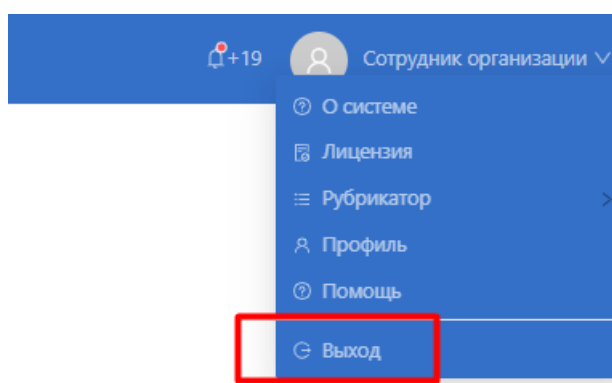 +19 Сотрудник организации
О системе
Лицензия
Рубрикатор
Профиль
Помощь
Выход